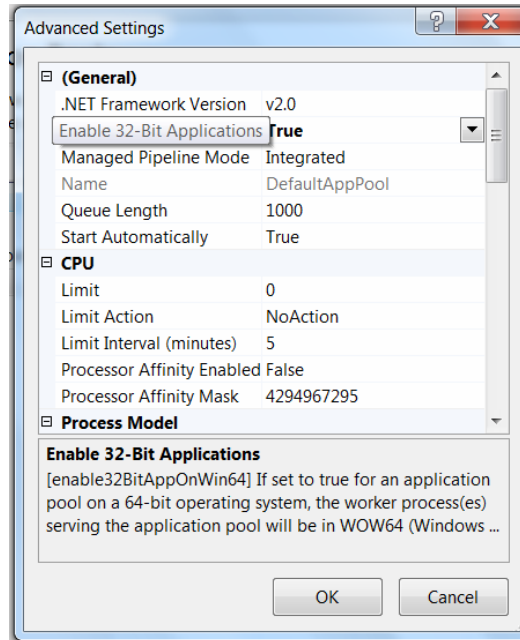 Advanced Settings
(General)
.NET Framework Version v2.0
Enable 32-Bit Applications True
Managed Pipeline Mode Integrated
Name DefaultAppPool
Queue Length 1000
Start Automatically True
CPU
Limit 0
Limit Action NoAction
Limit Interval (minutes) 5
Processor Affinity Enabled False
Processor Affinity Mask 4294967295
Process Model
Enable 32-Bit Applications
[enable32BitAppOnWin64] If set to true for an application
pool on a 64-bit operating system, the worker process(es)
serving the application pool will be in WOW64 (Windows ...
OK Cancel